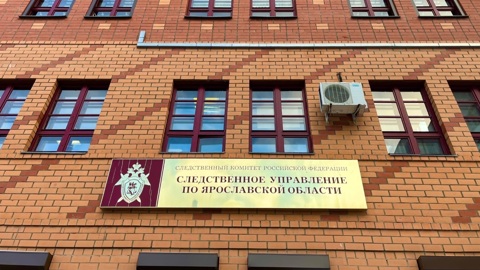 СЛЕДСТВЕННЫЙ КОМИТЕТ РОССИЙСКОЙ ФЕДЕРАЦИИ
СЛЕДСТВЕННОЕ УПРАВЛЕНИЕ
ПО ЯРОСЛАВСКОЙ ОБЛАСТИ